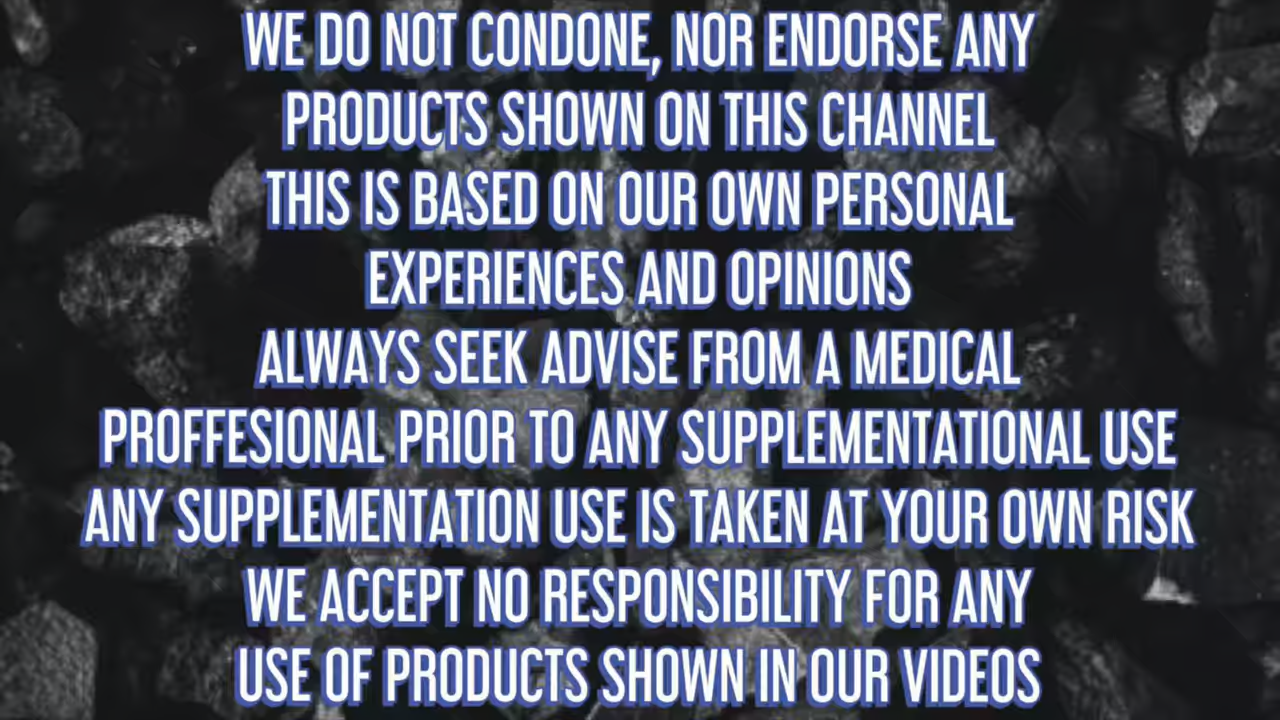 WE DO NOT CONDONE, NOR ENDORSE ANY
PRODUCTS SHOWN ON THIS CHANNEL
THIS IS BASED ON OUR OWN PERSONAL
EXPERIENCES AND OPINIONS
ALWAYS SEEK ADVISE FROM A MEDICAL
PROFFESIONAL PRIOR TO ANY SUPPLEMENTATIONAL USE
ANY SUPPLEMENTATION USE IS TAKEN AT YOUR OWN RISK
WE ACCEPT NO RESPONSIBILITY FOR ANY
USE OF PRODUCTS SHOWN IN OUR VIDEOS